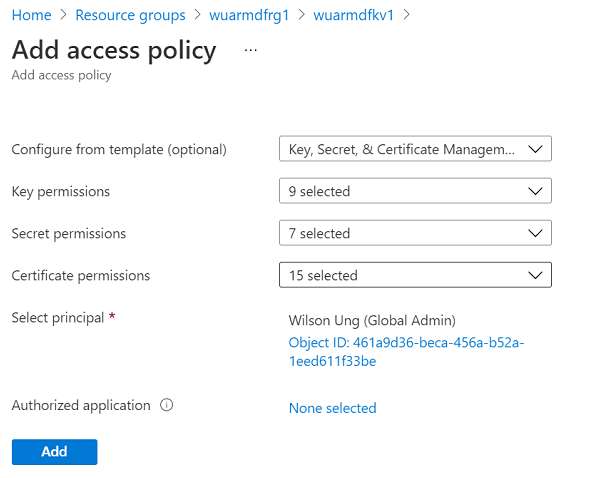 Home > Resource groups > wuarmdfrg1 > wuarmdfkv1 >
Add access policy ...
Add access policy
Configure from template (optional) Key, Secret, & Certificate Managem...
Key permissions 9 selected
Secret permissions 7 selected
Certificate permissions 15 selected
Select principal * Wilson Ung (Global Admin)
Object ID: 461a9d36-beca-456a-b52a-
1eed611f33be
Authorized application None selected
Add